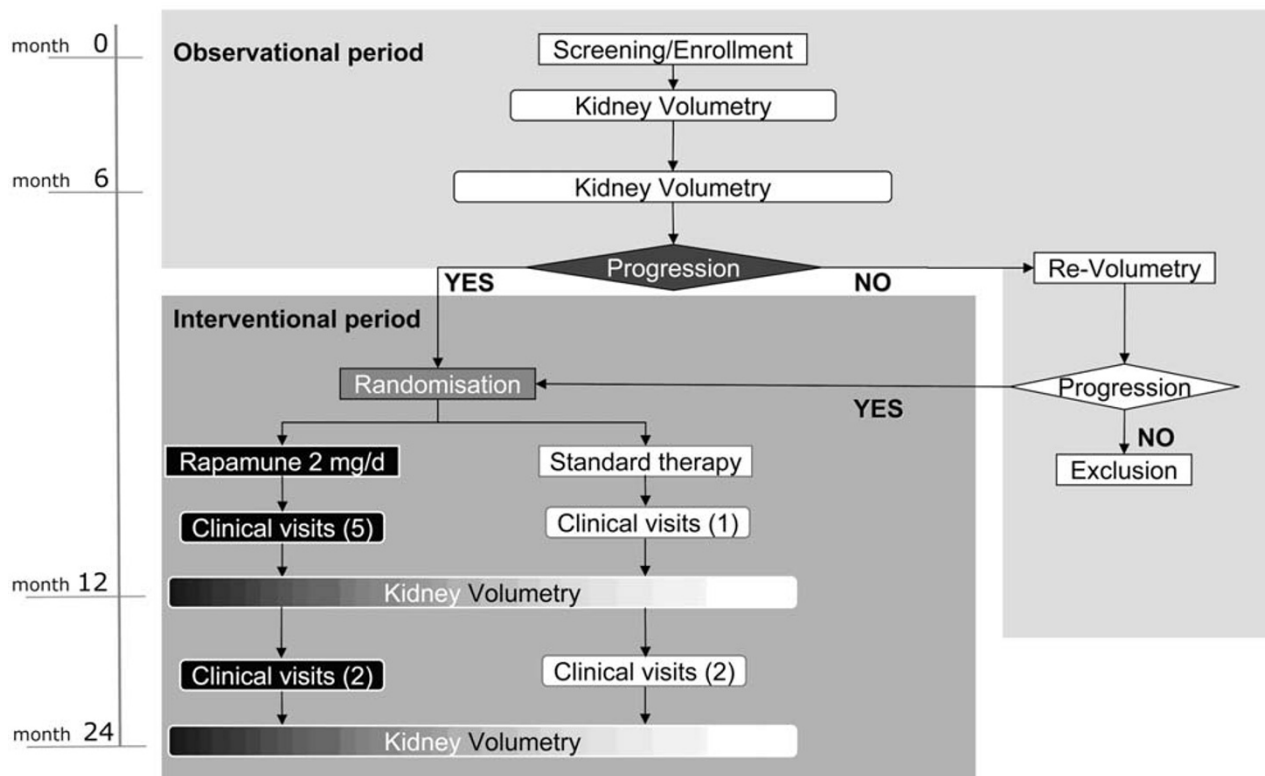 month 0
Observational period
Screening/Enrollment
Kidney Volumetry
month 6
Kidney Volumetry
Progression
YES
NO
Re-Volumetry
Interventional period
Randomisation
YES
Progression
NO
Exclusion
Rapamune 2 mg/d
Standard therapy
Clinical visits (5)
Clinical visits (1)
month 12
Kidney Volumetry
Clinical visits (2)
Clinical visits (2)
month 24
Kidney Volumetry